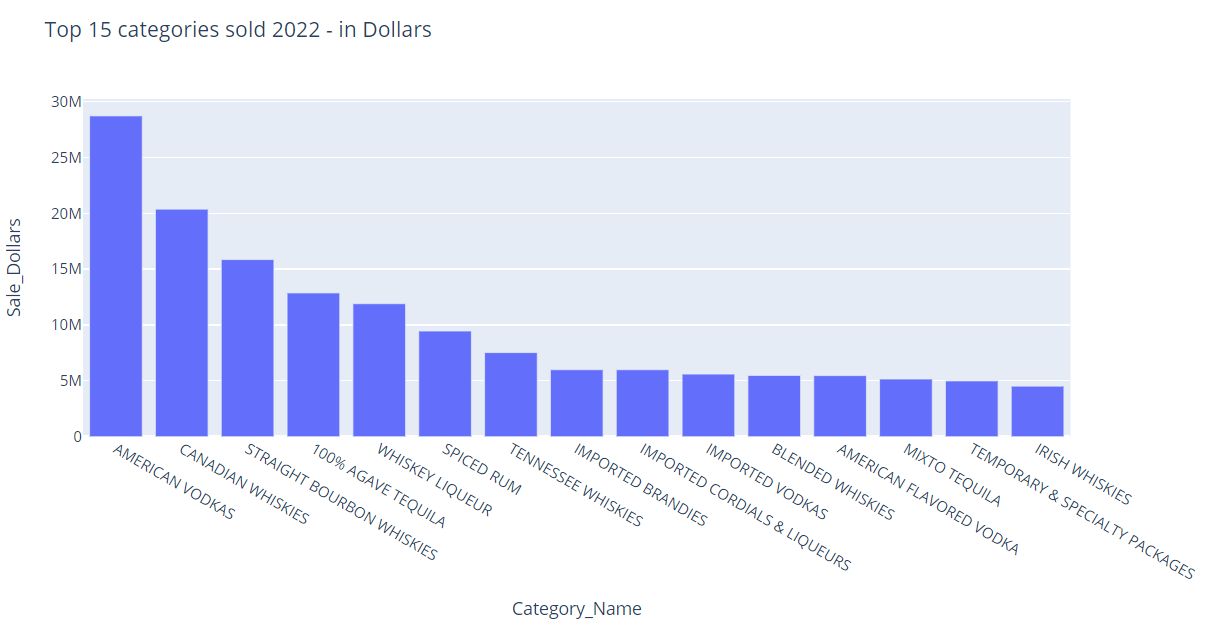 Top 15 categories sold 2022 - in Dollars
30M
25M
20M
15M
10M
5M
0
Sale_Dollars
AMERICAN VODKAS
CANADIAN WHISKIES
STRAIGHT BOURBON WHISKIES
100% AGAVE TEQUILA
WHISKEY LIQUEUR
SPICED RUM
TENNESSEE WHISKIES
IMPORTED BRANDIES
IMPORTED CORDIALS & LIQUEURS
IMPORTED VODKAS
BLENDED WHISKIES
AMERICAN FLAVORED VODKA
MIXTO TEQUILA
TEMPORARY & SPECIALTY PACKAGES
IRISH WHISKIES
Category_Name